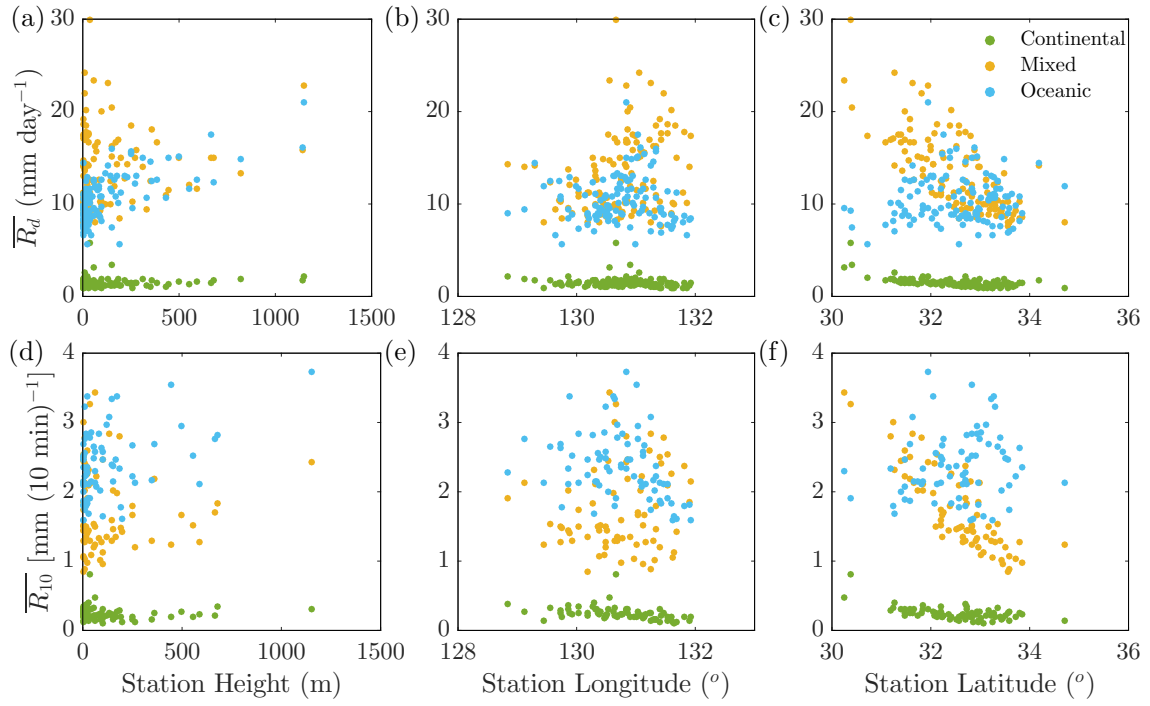 (a) (b) (c)
30 30 30
Continental
Mixed
Oceanic
20 20 20
10 10 10
0 0 0
R_d (mm day⁻¹)
0 500 1000 1500 128 130 132 30 32 34 36
(d) (e) (f)
4 4 4
3 3 3
2 2 2
1 1 1
0 0 0
R₁₀ [mm (10 min)⁻¹]
0 500 1000 1500 128 130 132 30 32 34 36
Station Height (m) Station Longitude (°) Station Latitude (°)